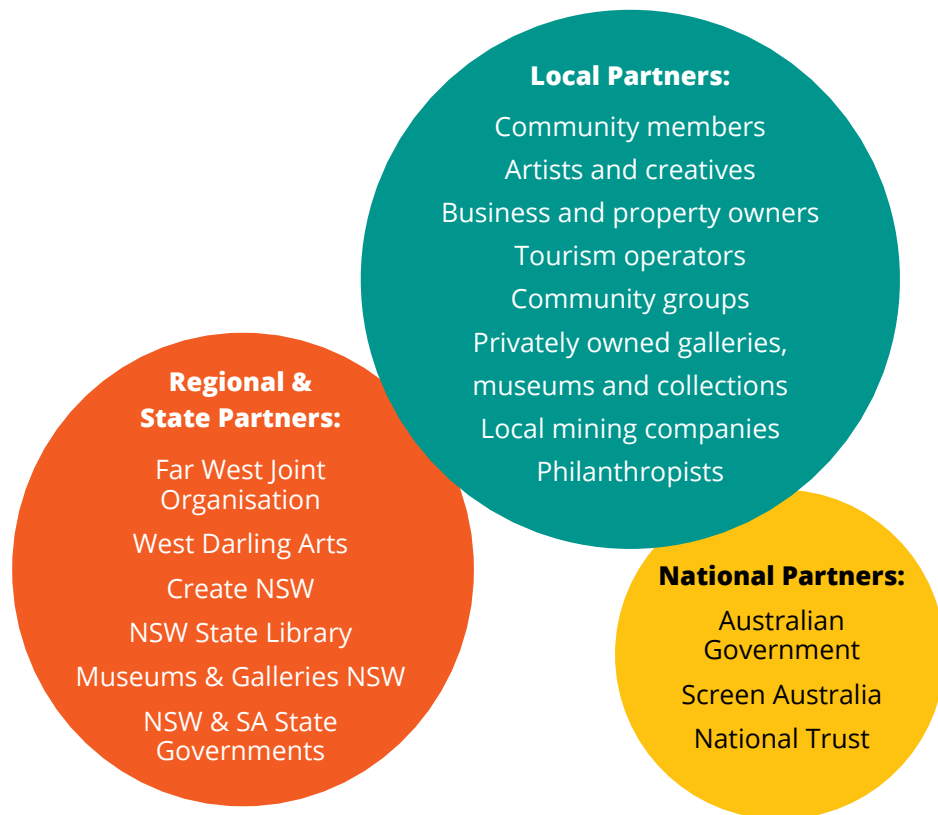 Local Partners:
Community members
Artists and creatives
Business and property owners
Tourism operators
Community groups
Privately owned galleries,
museums and collections
Local mining companies
Philanthropists
Regional &
State Partners:
Far West Joint
Organisation
West Darling Arts
Create NSW
NSW State Library
Museums & Galleries NSW
NSW & SA State
Governments
National Partners:
Australian
Government
Screen Australia
National Trust